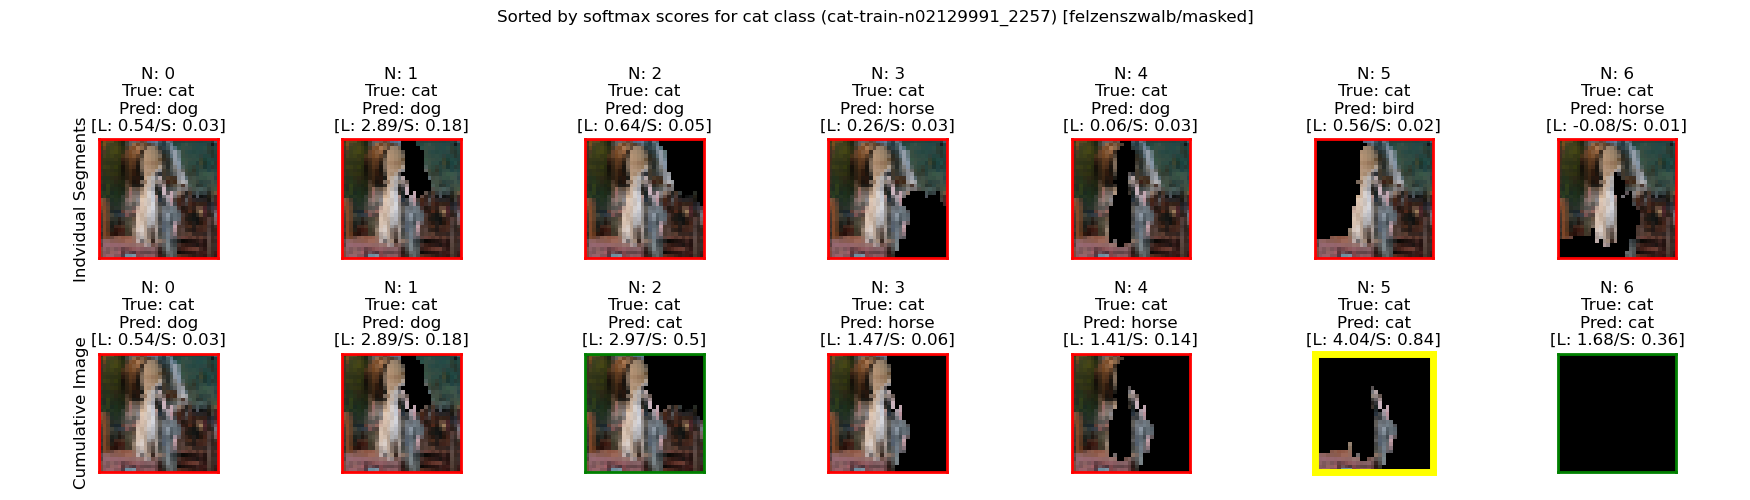 Sorted by softmax scores for cat class (cat-train-n02129991_2257) [felzenszwalb/masked]
Indvidual Segments
N: 0
True: cat
Pred: dog
[L: 0.54/S: 0.03]
N: 1
True: cat
Pred: dog
[L: 2.89/S: 0.18]
N: 2
True: cat
Pred: dog
[L: 0.64/S: 0.05]
N: 3
True: cat
Pred: horse
[L: 0.26/S: 0.03]
N: 4
True: cat
Pred: dog
[L: 0.06/S: 0.03]
N: 5
True: cat
Pred: bird
[L: 0.56/S: 0.02]
N: 6
True: cat
Pred: horse
[L: -0.08/S: 0.01]
Cumulative Image
N: 0
True: cat
Pred: dog
[L: 0.54/S: 0.03]
N: 1
True: cat
Pred: dog
[L: 2.89/S: 0.18]
N: 2
True: cat
Pred: cat
[L: 2.97/S: 0.5]
N: 3
True: cat
Pred: horse
[L: 1.47/S: 0.06]
N: 4
True: cat
Pred: horse
[L: 1.41/S: 0.14]
N: 5
True: cat
Pred: cat
[L: 4.04/S: 0.84]
N: 6
True: cat
Pred: cat
[L: 1.68/S: 0.36]